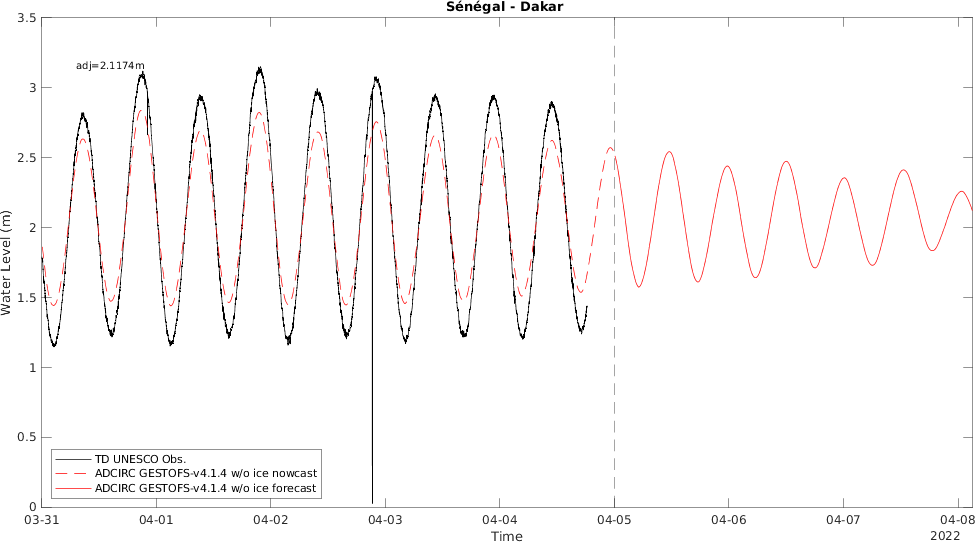 Sénégal - Dakar
3.5
adj=2.1174m
3
2.5
2
1.5
1
0.5
0
Water Level (m)
TD UNESCO Obs.
ADCIRC GESTOFS-v4.1.4 w/o ice nowcast
ADCIRC GESTOFS-v4.1.4 w/o ice forecast
03-31 04-01 04-02 04-03 04-04 04-05 04-06 04-07 04-08
Time
2022